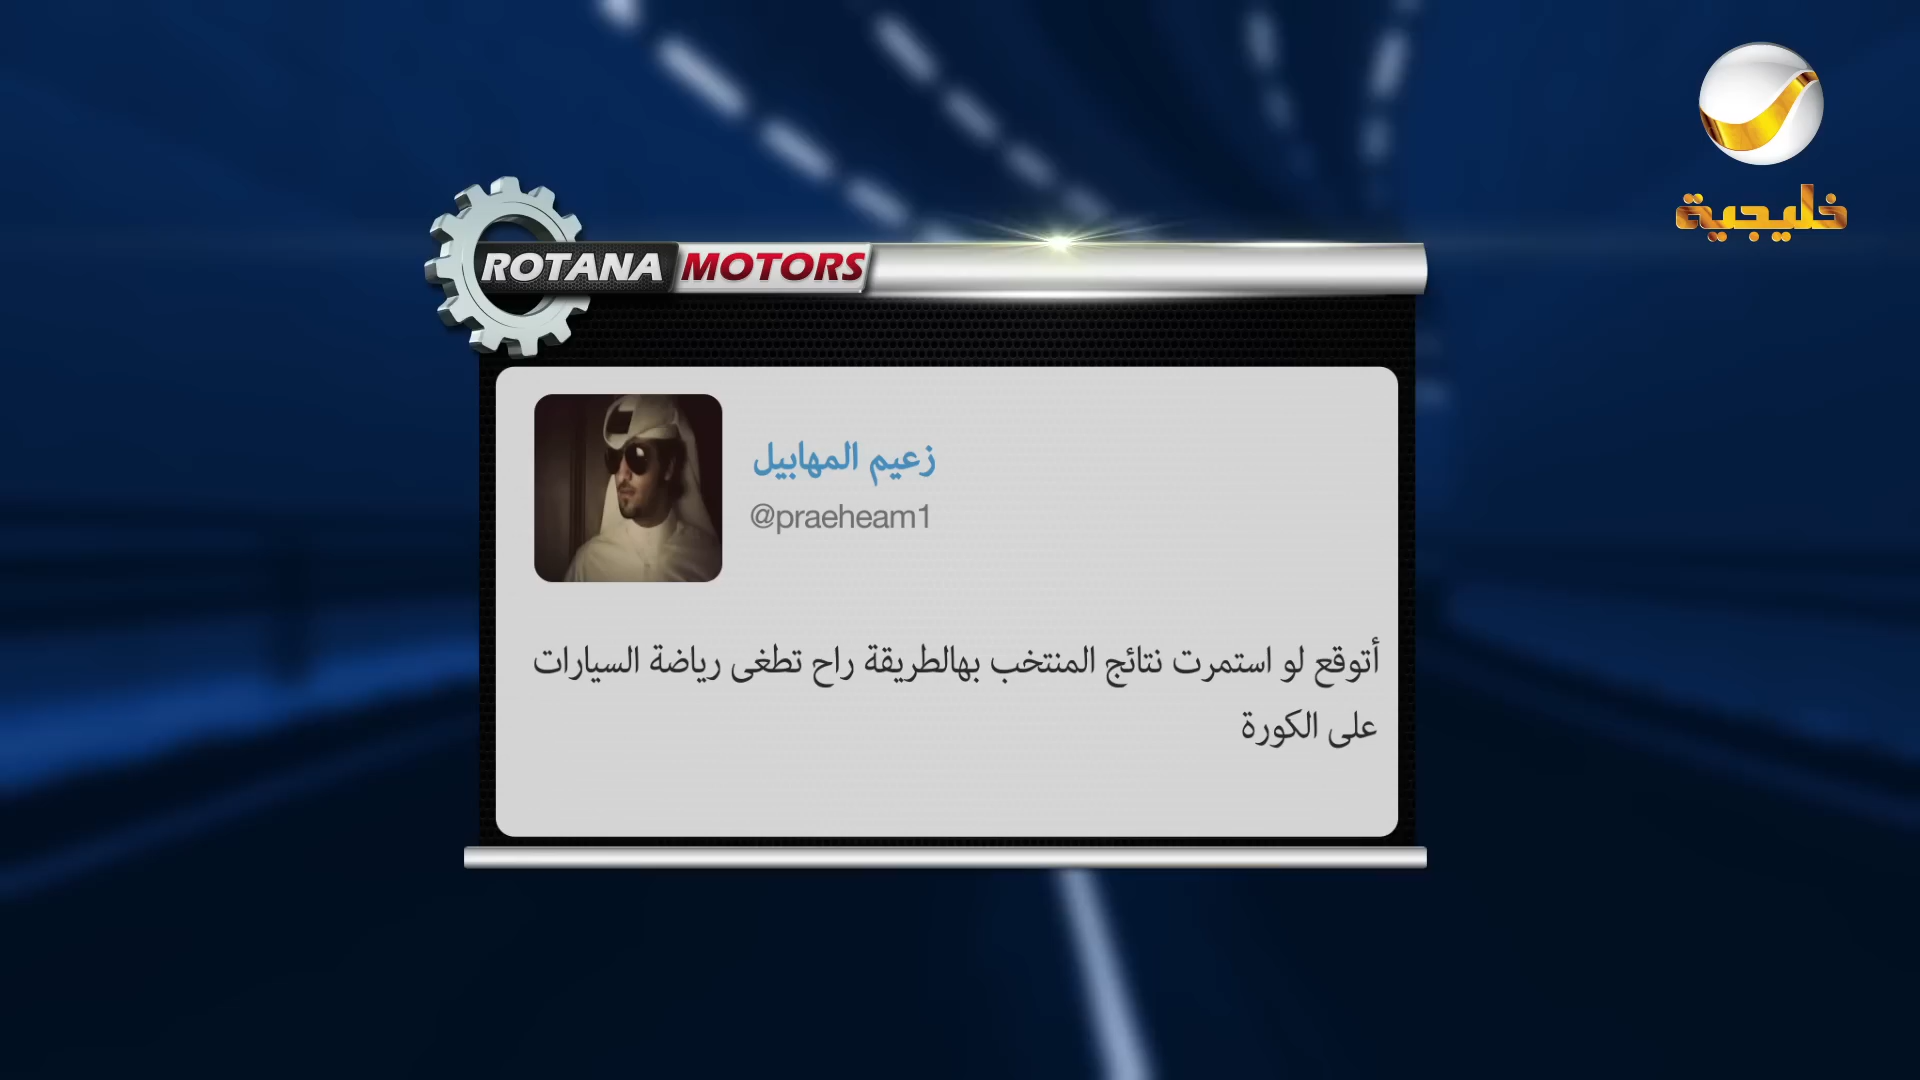 خليجية
ROTANA MOTORS
زعيم المهابيل
@praeheam1
أتوقع لو استمرت نتائج المنتخب بهالطريقة راح تطغى رياضة السيارات
على الكورة